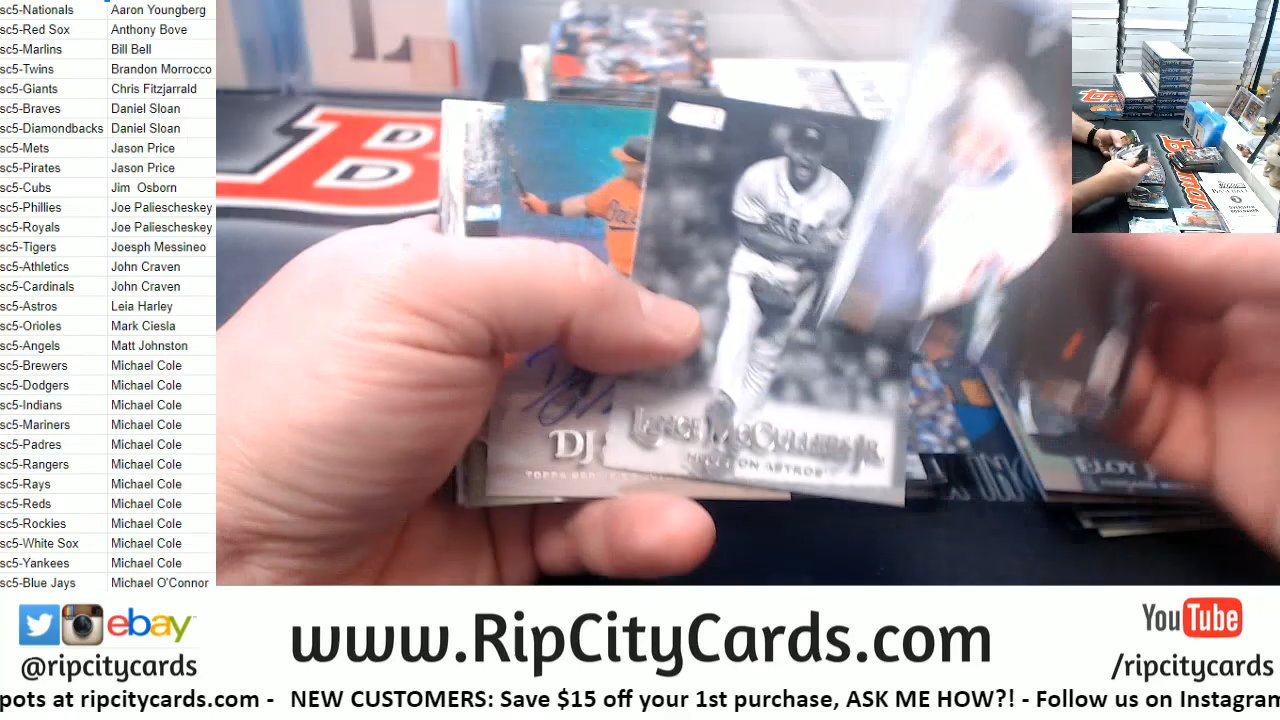 sc5-Nationals Aaron Youngberg
sc5-Red Sox Anthony Bove
sc5-Marlins Bill Bell
sc5-Twins Brandon Morrocco
sc5-Giants Chris Fitzjarrald
sc5-Braves Daniel Sloan
sc5-Diamondbacks Daniel Sloan
sc5-Mets Jason Price
sc5-Pirates Jason Price
sc5-Cubs Jim Osborn
sc5-Phillies Joe Paliescheskey
sc5-Royals Joe Paliescheskey
sc5-Tigers Joesph Messineo
sc5-Athletics John Craven
sc5-Cardinals John Craven
sc5-Astros Leia Harley
sc5-Orioles Mark Ciesla
sc5-Angels Matt Johnston
sc5-Brewers Michael Cole
sc5-Dodgers Michael Cole
sc5-Indians Michael Cole
sc5-Mariners Michael Cole
sc5-Padres Michael Cole
sc5-Rangers Michael Cole
sc5-Rays Michael Cole
sc5-Reds Michael Cole
sc5-Rockies Michael Cole
sc5-White Sox Michael Cole
sc5-Yankees Michael Cole
sc5-Blue Jays Michael O'Connor
DJ
TOPPS
Lance McCullers Jr.
HOUSTON ASTROS
ELOY
ebay
@ripcitycards
www.RipCityCards.com
YouTube
/ripcitycards
pots at ripcitycards.com - NEW CUSTOMERS: Save $15 off your 1st purchase, ASK ME HOW?! - Follow us on Instagran